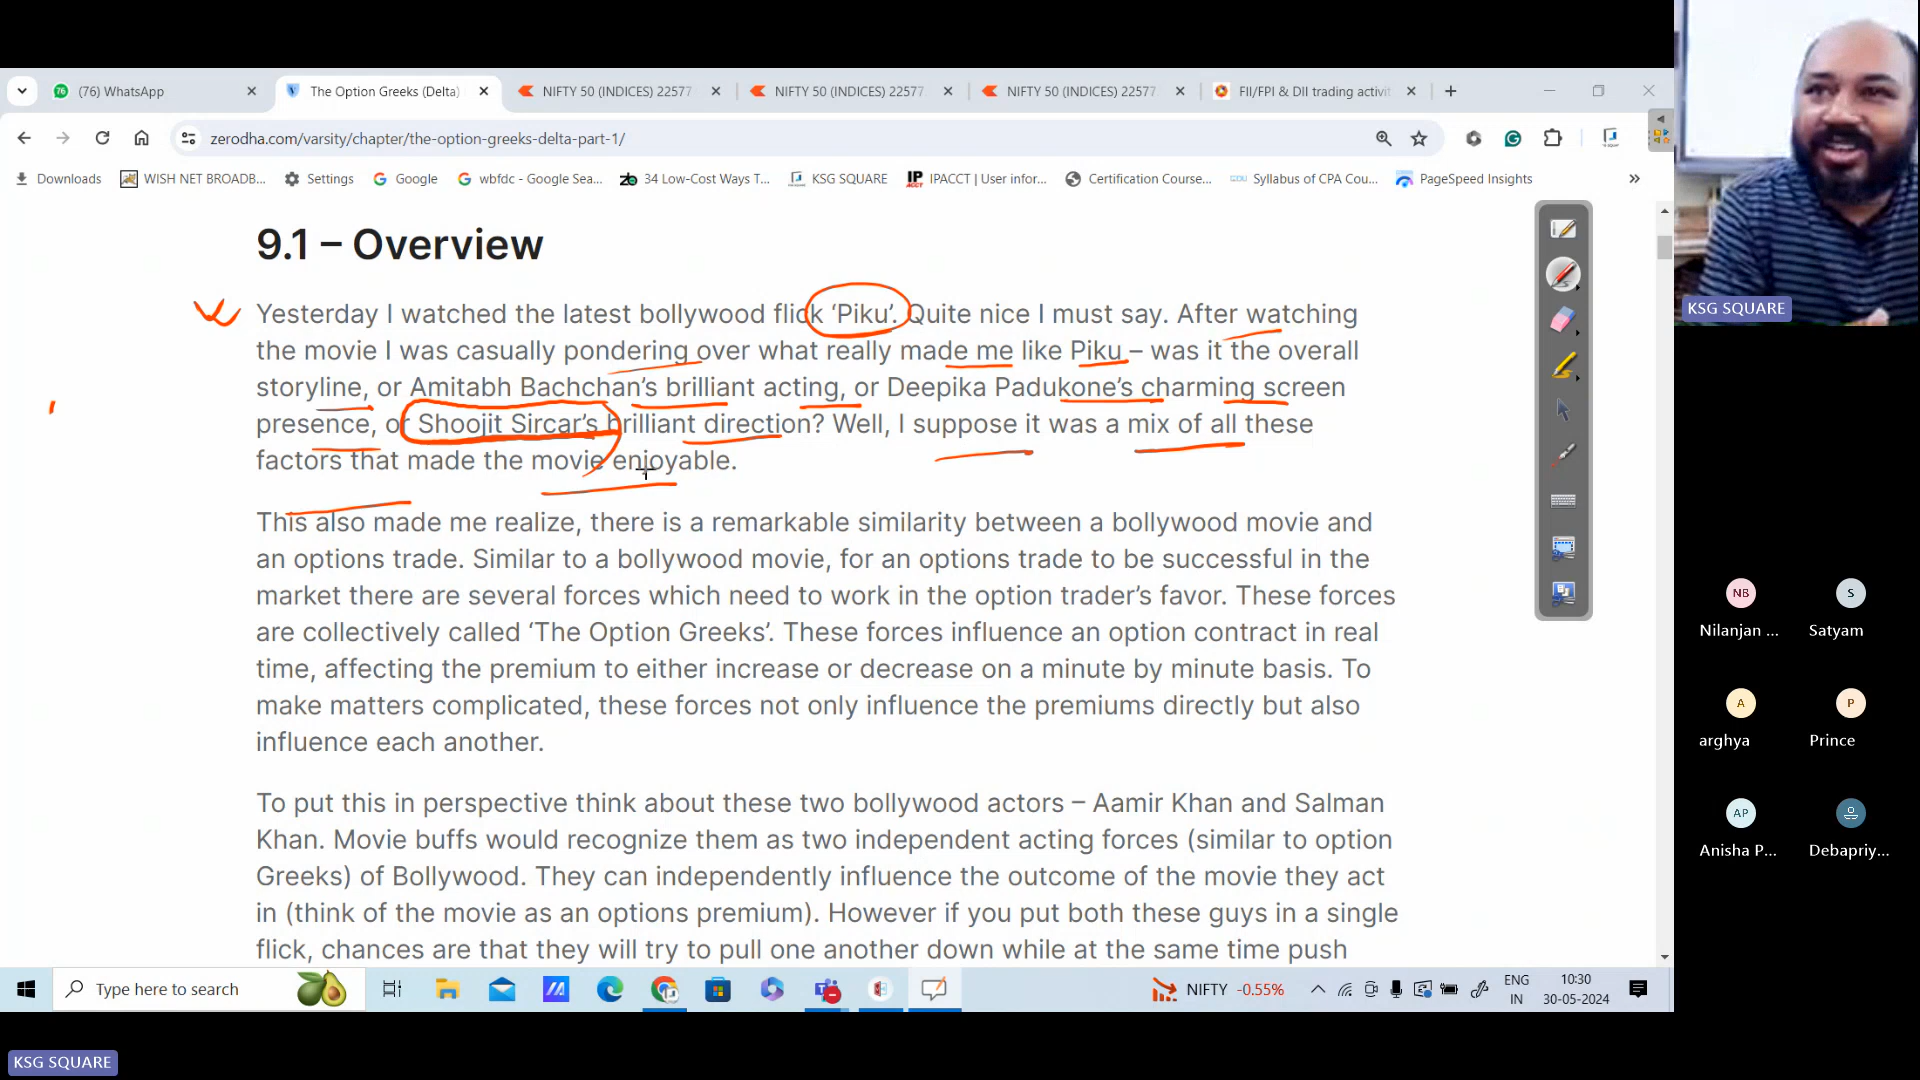 (76) WhatsApp
The Option Greeks (Delta)
NIFTY 50 (INDICES) 22577
NIFTY 50 (INDICES) 22577
NIFTY 50 (INDICES) 22577
FII/FPI & DII trading activit
zerodha.com/varsity/chapter/the-option-greeks-delta-part-1/
Downloads
WISH NET BROADB...
Settings
Google
wbfdc - Google Sea...
34 Low-Cost Ways T...
KSG SQUARE
IPACCT | User infor...
Certification Course...
Syllabus of CPA Cou...
PageSpeed Insights
9.1 – Overview
Yesterday I watched the latest bollywood flick ‘Piku’. Quite nice I must say. After watching
the movie I was casually pondering over what really made me like Piku – was it the overall
storyline, or Amitabh Bachchan’s brilliant acting, or Deepika Padukone’s charming screen
presence, or Shoojit Sircar’s brilliant direction? Well, I suppose it was a mix of all these
factors that made the movie enjoyable.
This also made me realize, there is a remarkable similarity between a bollywood movie and
an options trade. Similar to a bollywood movie, for an options trade to be successful in the
market there are several forces which need to work in the option trader’s favor. These forces
are collectively called ‘The Option Greeks’. These forces influence an option contract in real
time, affecting the premium to either increase or decrease on a minute by minute basis. To
make matters complicated, these forces not only influence the premiums directly but also
influence each another.
To put this in perspective think about these two bollywood actors – Aamir Khan and Salman
Khan. Movie buffs would recognize them as two independent acting forces (similar to option
Greeks) of Bollywood. They can independently influence the outcome of the movie they act
in (think of the movie as an options premium). However if you put both these guys in a single
flick, chances are that they will try to pull one another down while at the same time push
KSG SQUARE
NB
Nilanjan ...
S
Satyam
A
arghya
P
Prince
AP
Anisha P...
Debapriy...
Type here to search
NIFTY -0.55%
ENG
IN
10:30
30-05-2024
KSG SQUARE